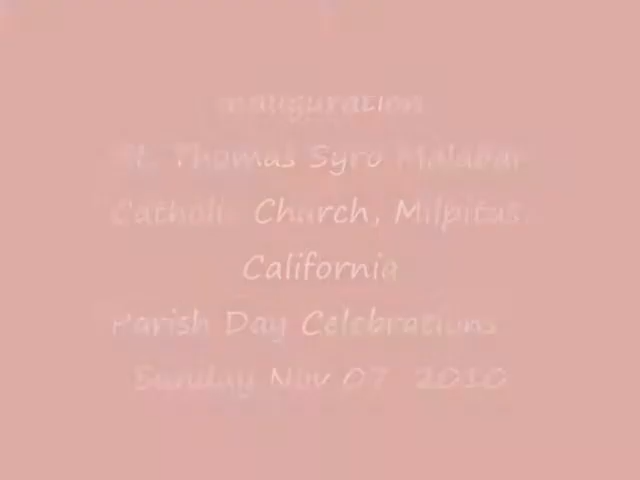 Inauguration
St. Thomas Syro Malabar
Catholic Church, Milpitas
California
Parish Day Celebrations
Sunday Nov 07 2010